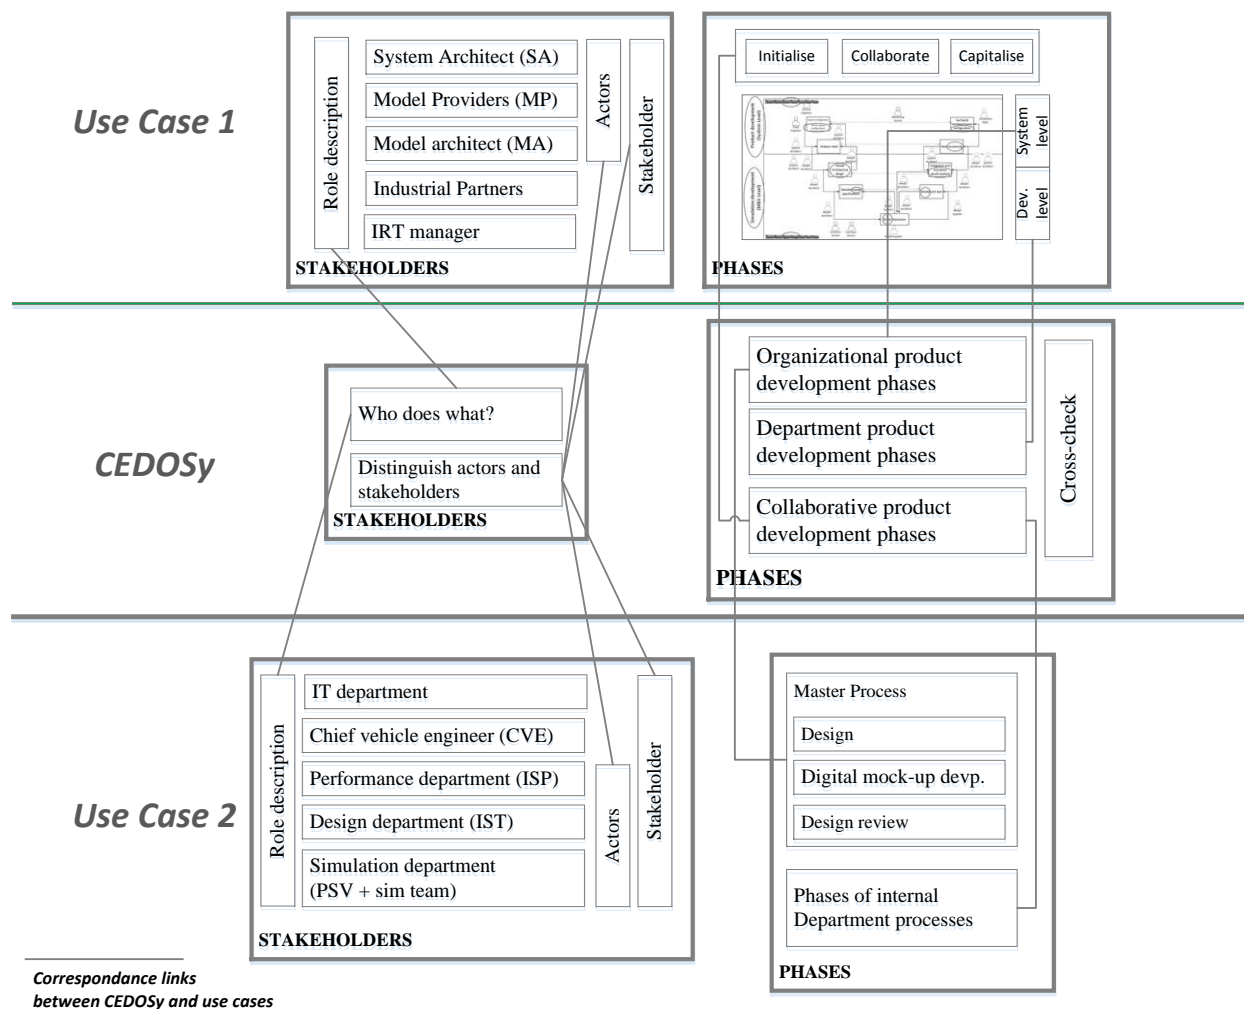 Use Case 1
Role description
System Architect (SA)
Model Providers (MP)
Model architect (MA)
Industrial Partners
IRT manager
Actors
Stakeholder
STAKEHOLDERS
Initialise
Collaborate
Capitalise
System
level
Dev.
level
PHASES
CEDOSy
Who does what?
Distinguish actors and
stakeholders
STAKEHOLDERS
Organizational product
development phases
Department product
development phases
Collaborative product
development phases
Cross-check
PHASES
Use Case 2
Role description
IT department
Chief vehicle engineer (CVE)
Performance department (ISP)
Design department (IST)
Simulation department
(PSV + sim team)
Actors
Stakeholder
STAKEHOLDERS
Master Process
Design
Digital mock-up devp.
Design review
Phases of internal
Department processes
PHASES
Correspondance links
between CEDOSy and use cases